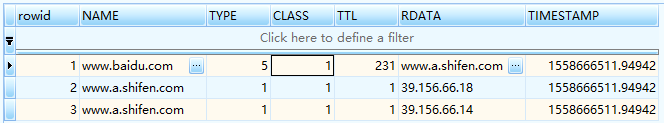 rowid NAME TYPE CLASS TTL RDATA TIMESTAMP
Click here to define a filter
1 www.baidu.com ... 5 1 231 www.a.shifen.com ... 1558666511.94942
2 www.a.shifen.com 1 1 1 39.156.66.18 1558666511.94942
3 www.a.shifen.com 1 1 1 39.156.66.14 1558666511.94942